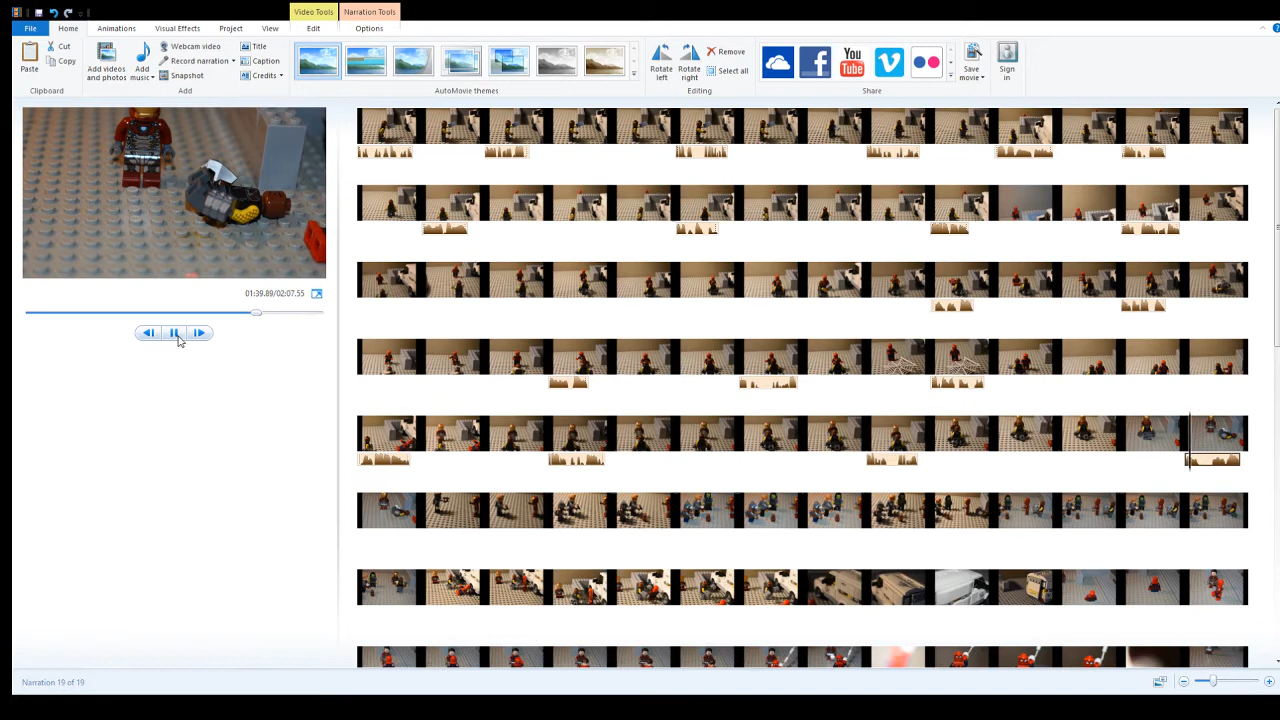 Video Tools Narration Tools
File Home Animations Visual Effects Project View Edit Options
Paste
Cut
Copy
Clipboard
Add videos and photos
Add music
Webcam video
Record narration
Snapshot
Title
Caption
Credits
Add
AutoMovie themes
Rotate left
Rotate right
Remove
Select all
Editing
You Tube
Share
Save movie
Sign in
01:39.89/02:07.55
Narration 19 of 19